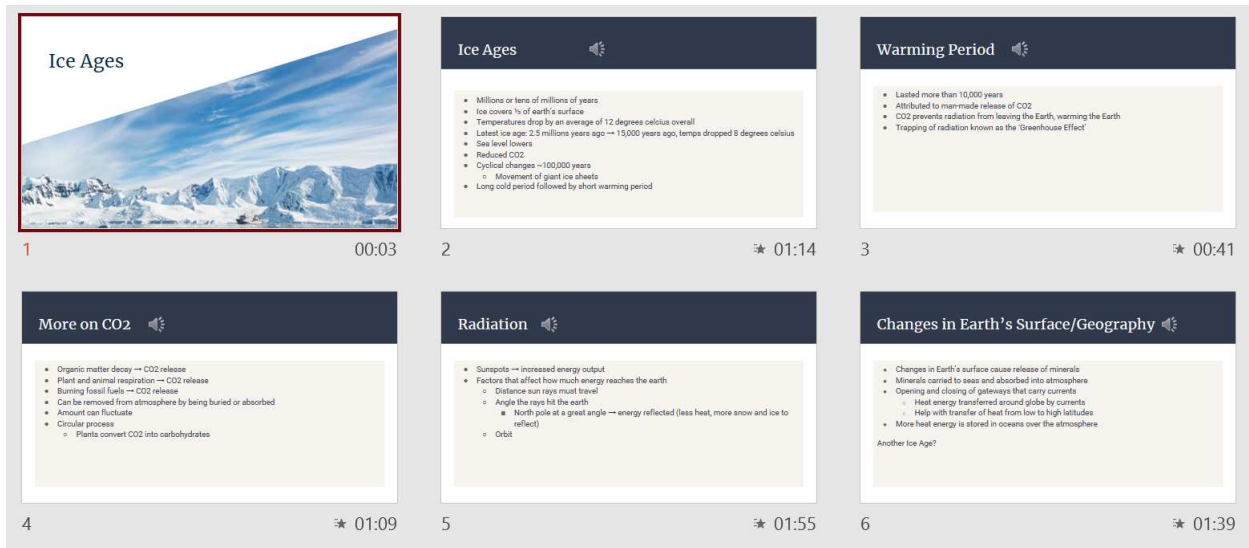 Ice Ages
1
00:03
Ice Ages
• Millions or tens of millions of years
• Ice covers ⅓ of earth's surface
• Temperatures drop by an average of 12 degrees celcius overall
• Latest ice age: 2.5 millions years ago → 15,000 years ago, temps dropped 8 degrees celsius
• Sea level lowers
• Reduced CO2
• Cyclical changes ~100,000 years
○ Movement of giant ice sheets
• Long cold period followed by short warming period
2
01:14
Warming Period
• Lasted more than 10,000 years
• Attributed to man-made release of CO2
• CO2 prevents radiation from leaving the Earth, warming the Earth
• Trapping of radiation known as the 'Greenhouse Effect'
3
00:41
More on CO2
• Organic matter decay → CO2 release
• Plant and animal respiration → CO2 release
• Burning fossil fuels → CO2 release
• Can be removed from atmosphere by being buried or absorbed
• Amount can fluctuate
• Circular process
○ Plants convert CO2 into carbohydrates
4
01:09
Radiation
• Sunspots → increased energy output
• Factors that affect how much energy reaches the earth
○ Distance sun rays must travel
○ Angle the rays hit the earth
■ North pole at a great angle → energy reflected (less heat, more snow and ice to
reflect)
○ Orbit
5
01:55
Changes in Earth's Surface/Geography
• Changes in Earth's surface cause release of minerals
• Minerals carried to seas and absorbed into atmosphere
• Opening and closing of gateways that carry currents
○ Heat energy transferred around globe by currents
○ Help with transfer of heat from low to high latitudes
• More heat energy is stored in oceans over the atmosphere
Another Ice Age?
6
01:39